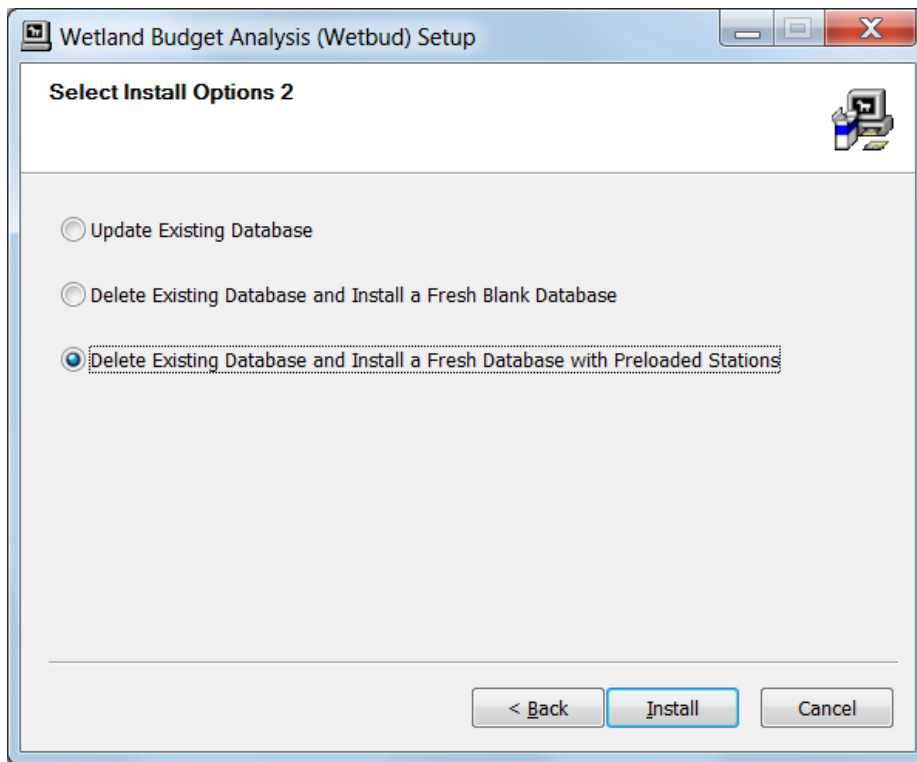 Wetland Budget Analysis (Wetbud) Setup
Select Install Options 2
Update Existing Database
Delete Existing Database and Install a Fresh Blank Database
Delete Existing Database and Install a Fresh Database with Preloaded Stations
< Back
Install
Cancel